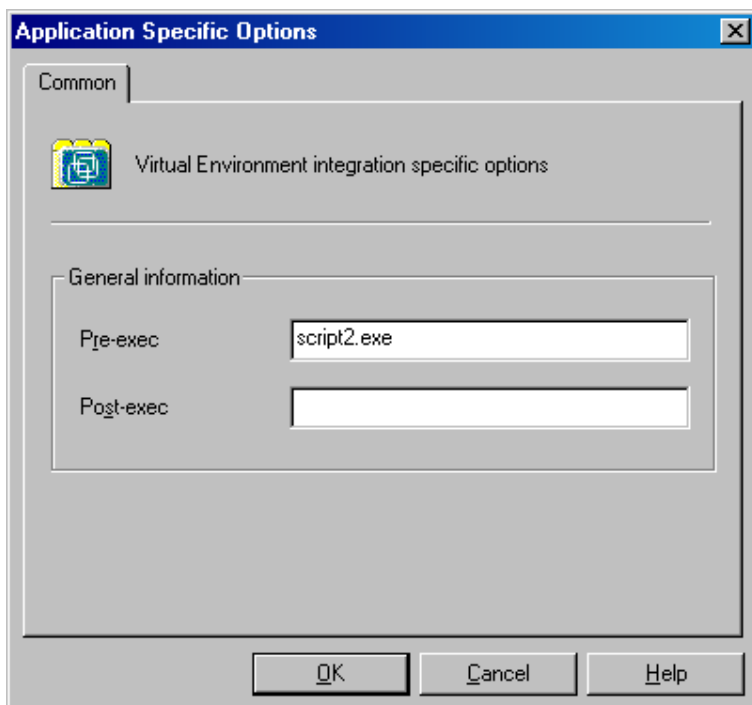 Application Specific Options
Common
Virtual Environment integration specific options
General information
Pre-exec script2.exe
Post-exec
OK Cancel Help